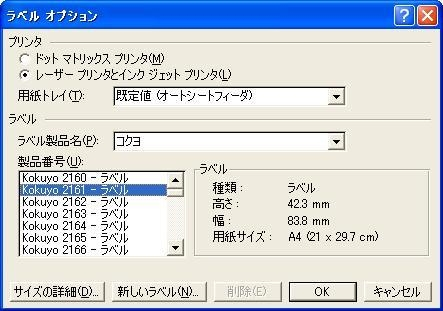 ラベル オプション
プリンタ
ドット マトリックス プリンタ(M)
レーザー プリンタとインク ジェット プリンタ(L)
用紙トレイ(T): 既定値 (オートシートフィーダ)
ラベル
ラベル製品名(P): コクヨ
製品番号(U):
Kokuyo 2160 - ラベル
Kokuyo 2161 - ラベル
Kokuyo 2162 - ラベル
Kokuyo 2163 - ラベル
Kokuyo 2164 - ラベル
Kokuyo 2165 - ラベル
Kokuyo 2166 - ラベル
ラベル
種類: ラベル
高さ: 42.3 mm
幅: 83.8 mm
用紙サイズ: A4 (21 x 29.7 cm)
サイズの詳細(D)... 新しいラベル(N)... 削除(E) OK キャンセル